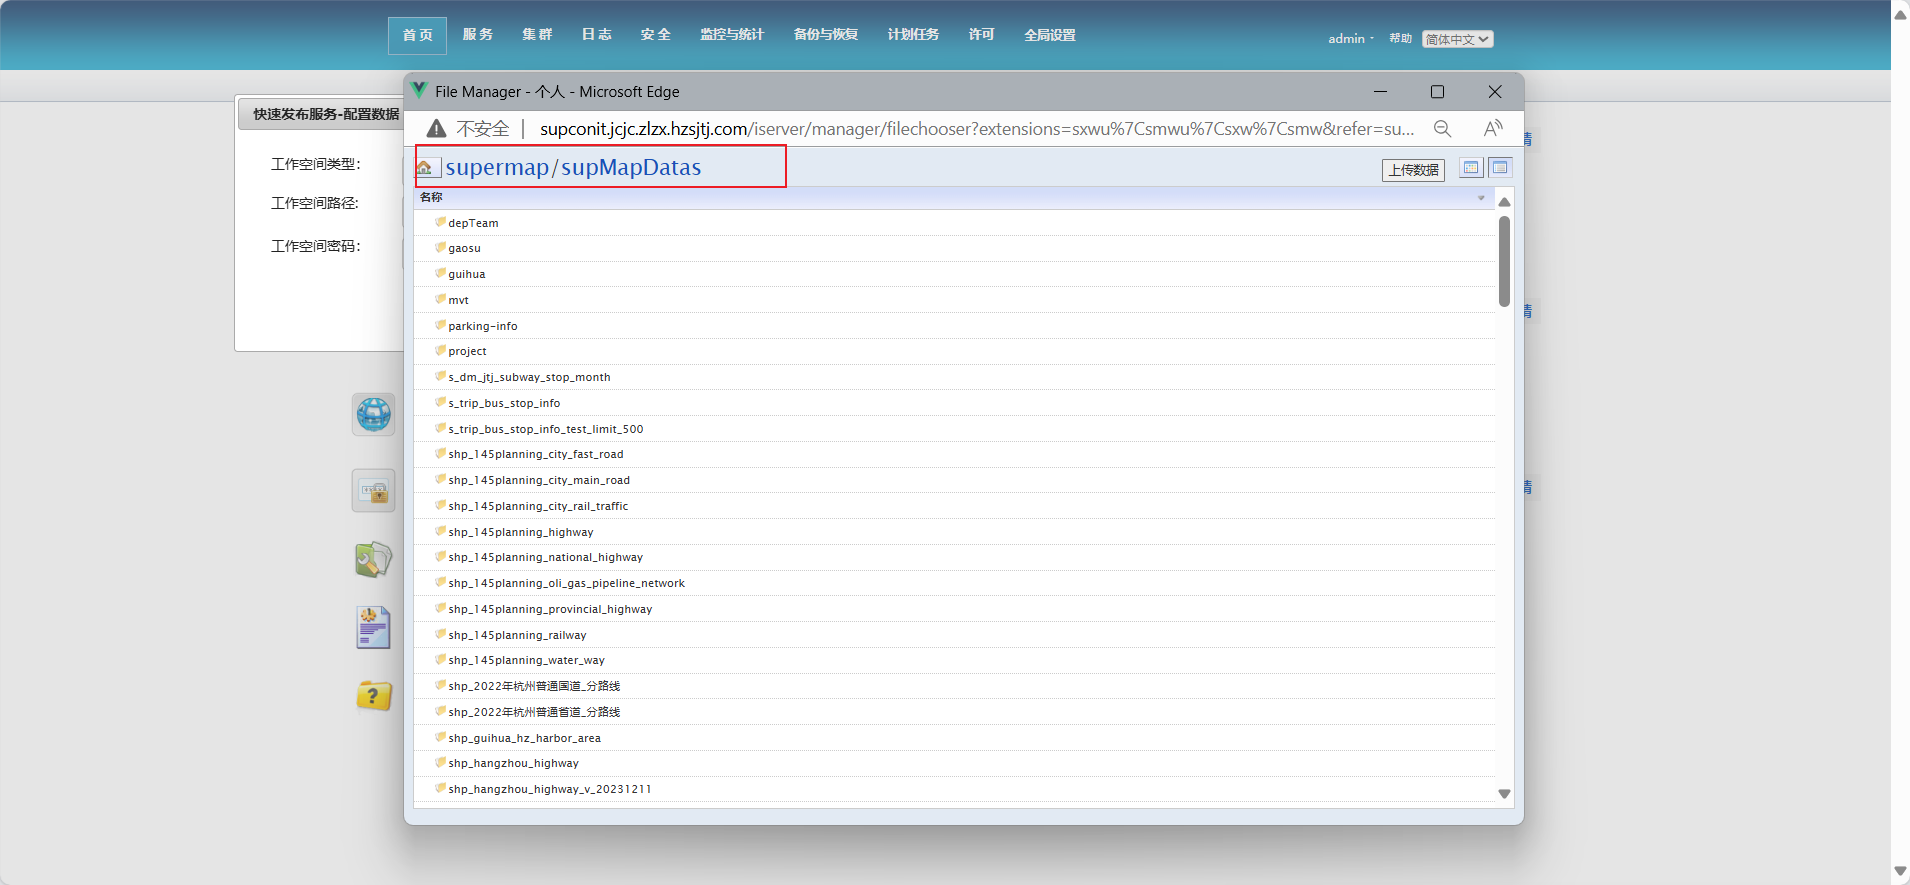 首 页 服 务 集 群 日 志 安 全 监控与统计 备份与恢复 计划任务 许可 全局设置 admin 帮助 简体中文
File Manager - 个人 - Microsoft Edge
不安全 supconit.jcjc.zlzx.hzsjtj.com/iserver/manager/filechooser?extensions=sxwu%7Csmwu%7Csxw%7Csmw&refer=su...
快速发布服务-配置数据
工作空间类型:
工作空间路径:
工作空间密码:
supermap/supMapDatas
上传数据
名称
depTeam
gaosu
guihua
mvt
parking-info
project
s_dm_jtj_subway_stop_month
s_trip_bus_stop_info
s_trip_bus_stop_info_test_limit_500
shp_145planning_city_fast_road
shp_145planning_city_main_road
shp_145planning_city_rail_traffic
shp_145planning_highway
shp_145planning_national_highway
shp_145planning_oli_gas_pipeline_network
shp_145planning_provincial_highway
shp_145planning_railway
shp_145planning_water_way
shp_2022年杭州普通国道_分路线
shp_2022年杭州普通省道_分路线
shp_guihua_hz_harbor_area
shp_hangzhou_highway
shp_hangzhou_highway_v_20231211